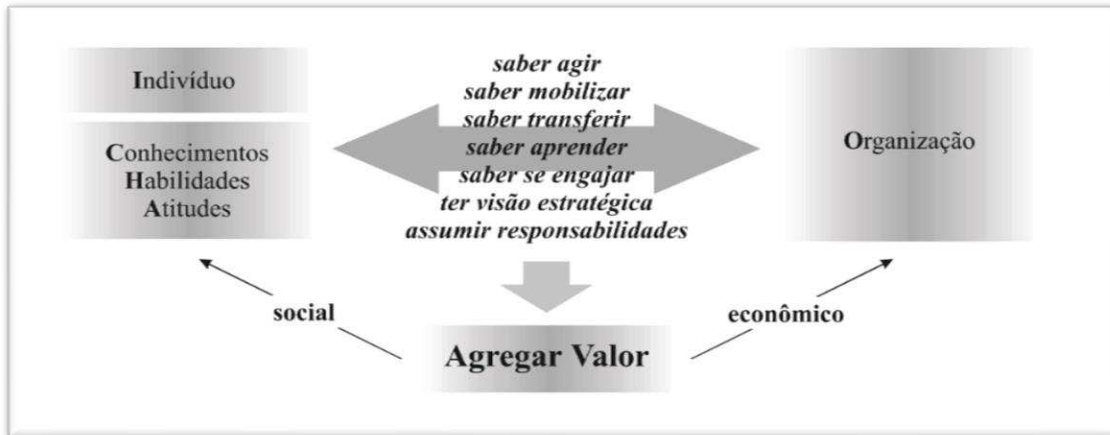 Indivíduo
Conhecimentos
Habilidades
Atitudes
saber agir
saber mobilizar
saber transferir
saber aprender
saber se engajar
ter visão estratégica
assumir responsabilidades
Organização
social
econômico
Agregar Valor